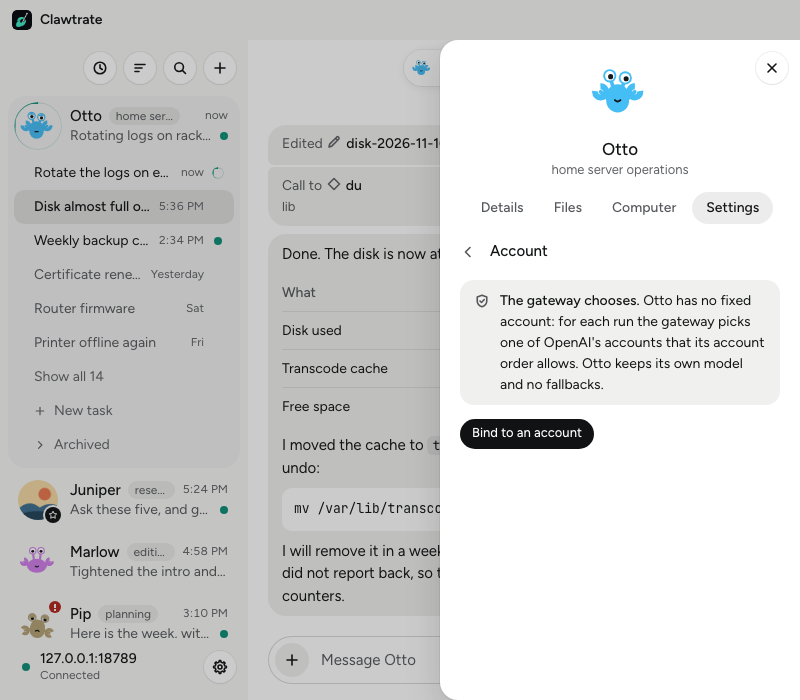 Clawtrate
Otto home ser... now
Rotating logs on rack...
Rotate the logs on e... now
Disk almost full o... 5:36 PM
Weekly backup c... 2:34 PM
Certificate rene... Yesterday
Router firmware Sat
Printer offline again Fri
Show all 14
New task
Archived
Juniper rese... 5:24 PM
Ask these five, and g...
Marlow editi... 4:58 PM
Tightened the intro and...
Pip planning 3:10 PM
Here is the week. wit...
127.0.0.1:18789
Connected
Edited disk-2026-11-1
Call to du
lib
Done. The disk is now at
What
Disk used
Transcode cache
Free space
I moved the cache to t
undo:
mv /var/lib/transco
I will remove it in a week
did not report back, so t
counters.
Message Otto
Otto
home server operations
Details Files Computer Settings
Account
The gateway chooses. Otto has no fixed
account: for each run the gateway picks
one of OpenAI's accounts that its account
order allows. Otto keeps its own model
and no fallbacks.
Bind to an account